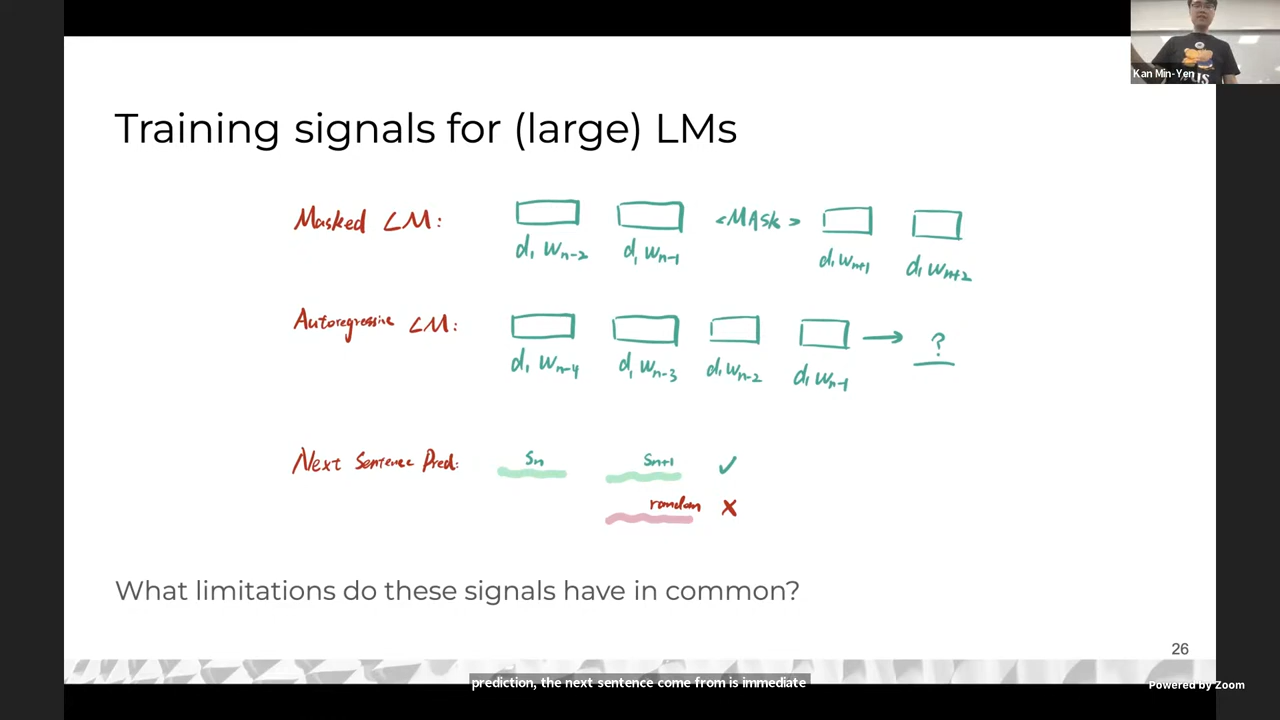 Kan Min-Yen
Training signals for (large) LMs
Masked LM: <MASK>
d, Wn-2 d, Wn-1 d, Wn+1 d, Wn+2
Autoregressive LM: → ?
d, Wn-4 d, Wn-3 d, Wn-2 d, Wn-1
Next Sentence Pred: Sn Sn+1 ✓
random ✗
What limitations do these signals have in common?
26
prediction, the next sentence come from is immediate
Powered by Zoom